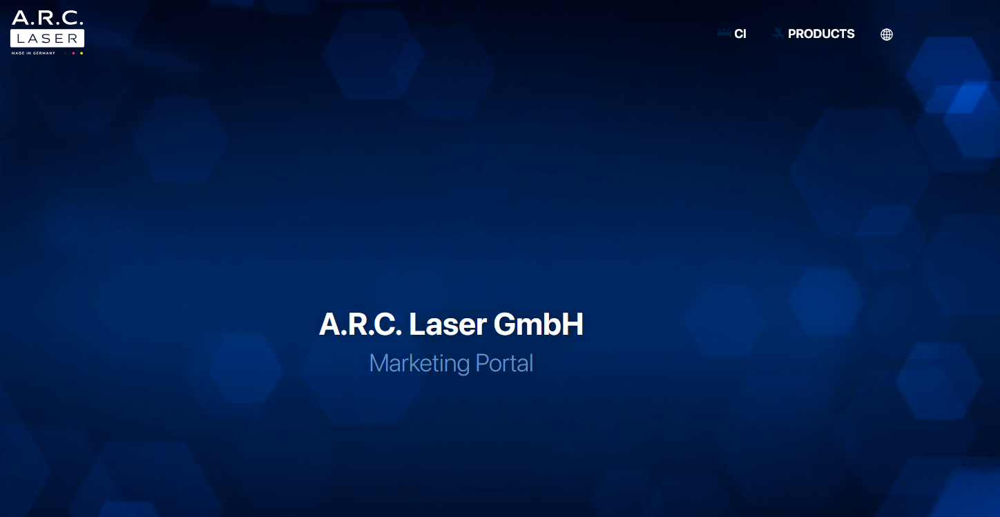 A.R.C.
LASER
MADE IN GERMANY
CI
PRODUCTS
A.R.C. Laser GmbH
Marketing Portal